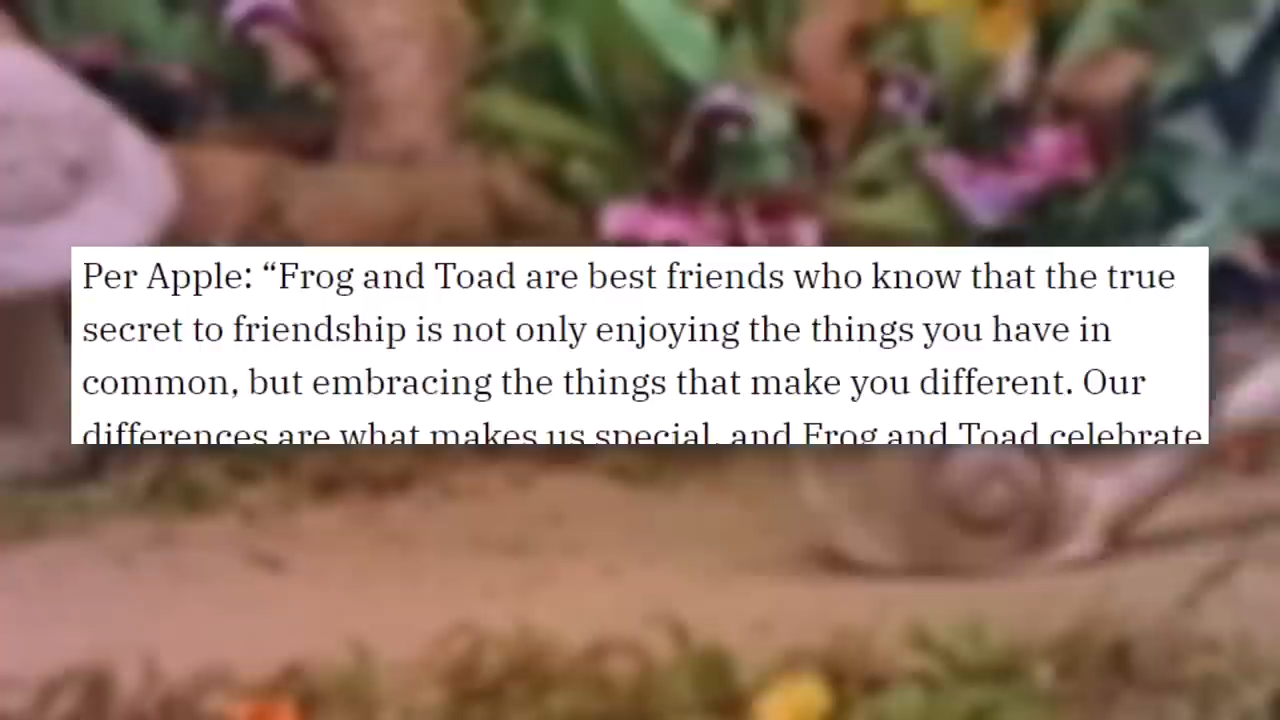 Per Apple: “Frog and Toad are best friends who know that the true
secret to friendship is not only enjoying the things you have in
common, but embracing the things that make you different. Our
differences are what makes us special, and Frog and Toad celebrate